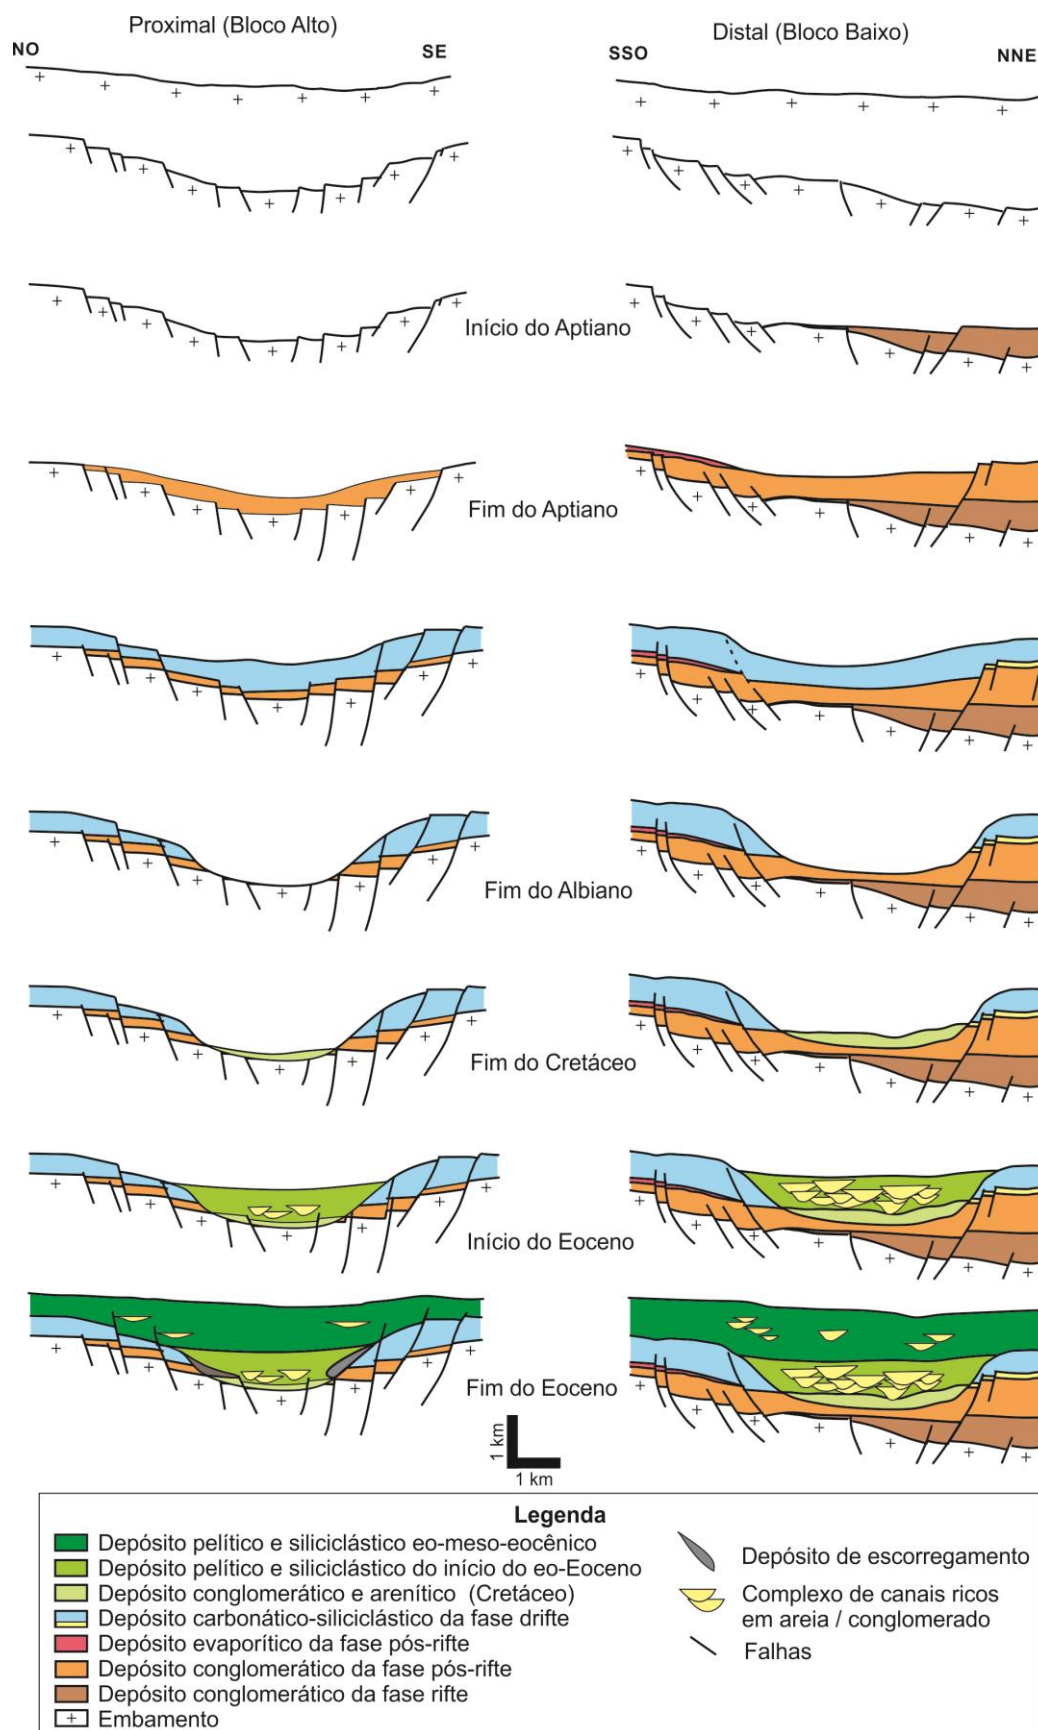 Proximal (Bloco Alto)
Distal (Bloco Baixo)
NO
SE
SSO
NNE
Início do Aptiano
Fim do Aptiano
Fim do Albiano
Fim do Cretáceo
Início do Eoceno
Fim do Eoceno
1 km
1 km
Legenda
Depósito pelítico e siliciclástico eo-meso-eocênico
Depósito pelítico e siliciclástico do início do eo-Eoceno
Depósito conglomerático e arenítico (Cretáceo)
Depósito carbonático-siliciclástico da fase drifte
Depósito evaporítico da fase pós-rifte
Depósito conglomerático da fase pós-rifte
Depósito conglomerático da fase rifte
Embamento
Depósito de escorregamento
Complexo de canais ricos
em areia / conglomerado
Falhas